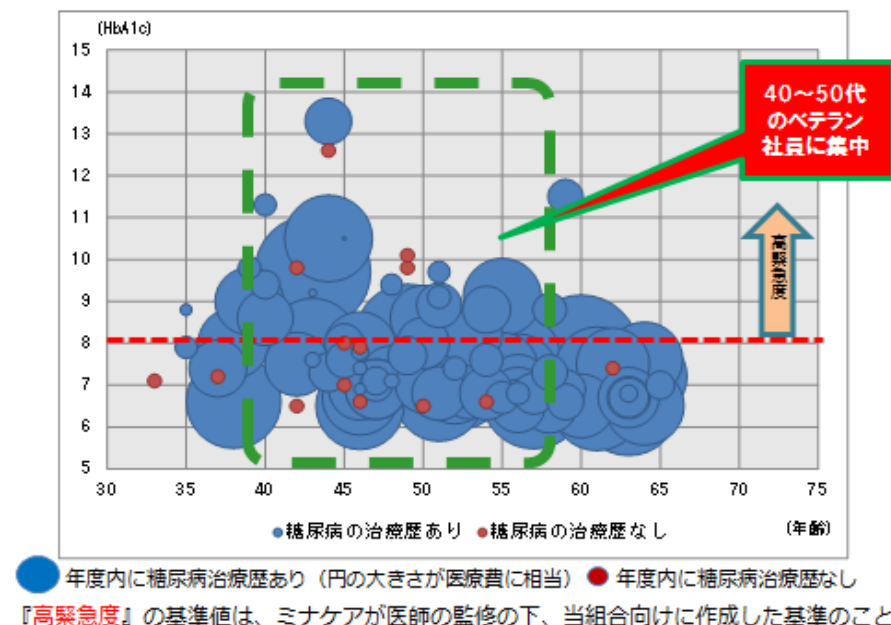 (HbA1c)
15
14
13
12
11
10
9
8
7
6
5
40～50代
のベテラン
社員に集中
高緊急度
30 35 40 45 50 55 60 65 70 75
●糖尿病の治療歴あり ●糖尿病の治療歴なし (年齢)
年度内に糖尿病治療歴あり（円の大きさが医療費に相当） 年度内に糖尿病治療歴なし
『高緊急度』の基準値は、ミナケアが医師の監修の下、当組合向けに作成した基準のこと